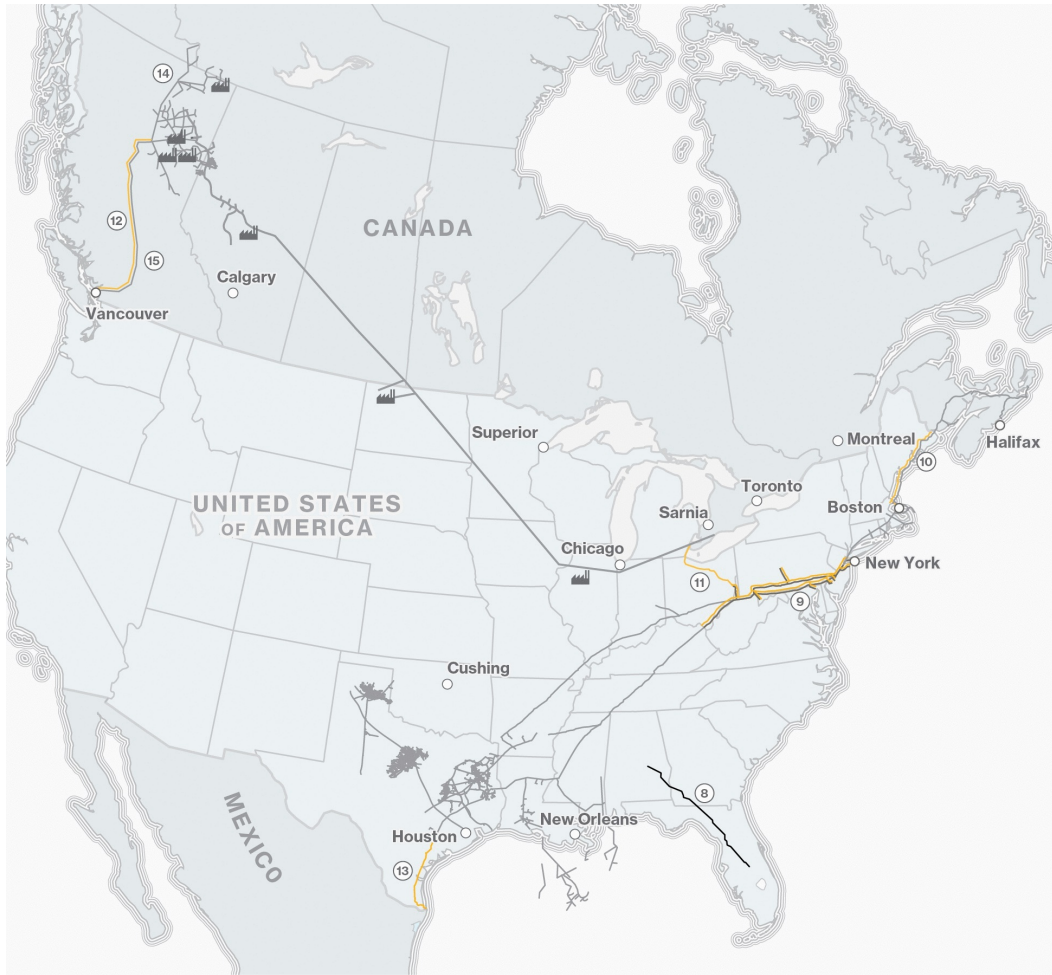 14
CANADA
12
15
Calgary
Vancouver
Superior
Montreal
Halifax
10
Toronto
UNITED STATES
OF AMERICA
Sarnia
Boston
Chicago
New York
11
9
Cushing
8
MEXICO
New Orleans
Houston
13